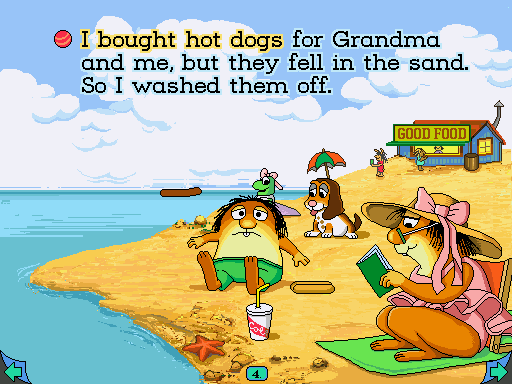 I bought hot dogs for Grandma
and me, but they fell in the sand.
So I washed them off.
GOOD FOOD
4